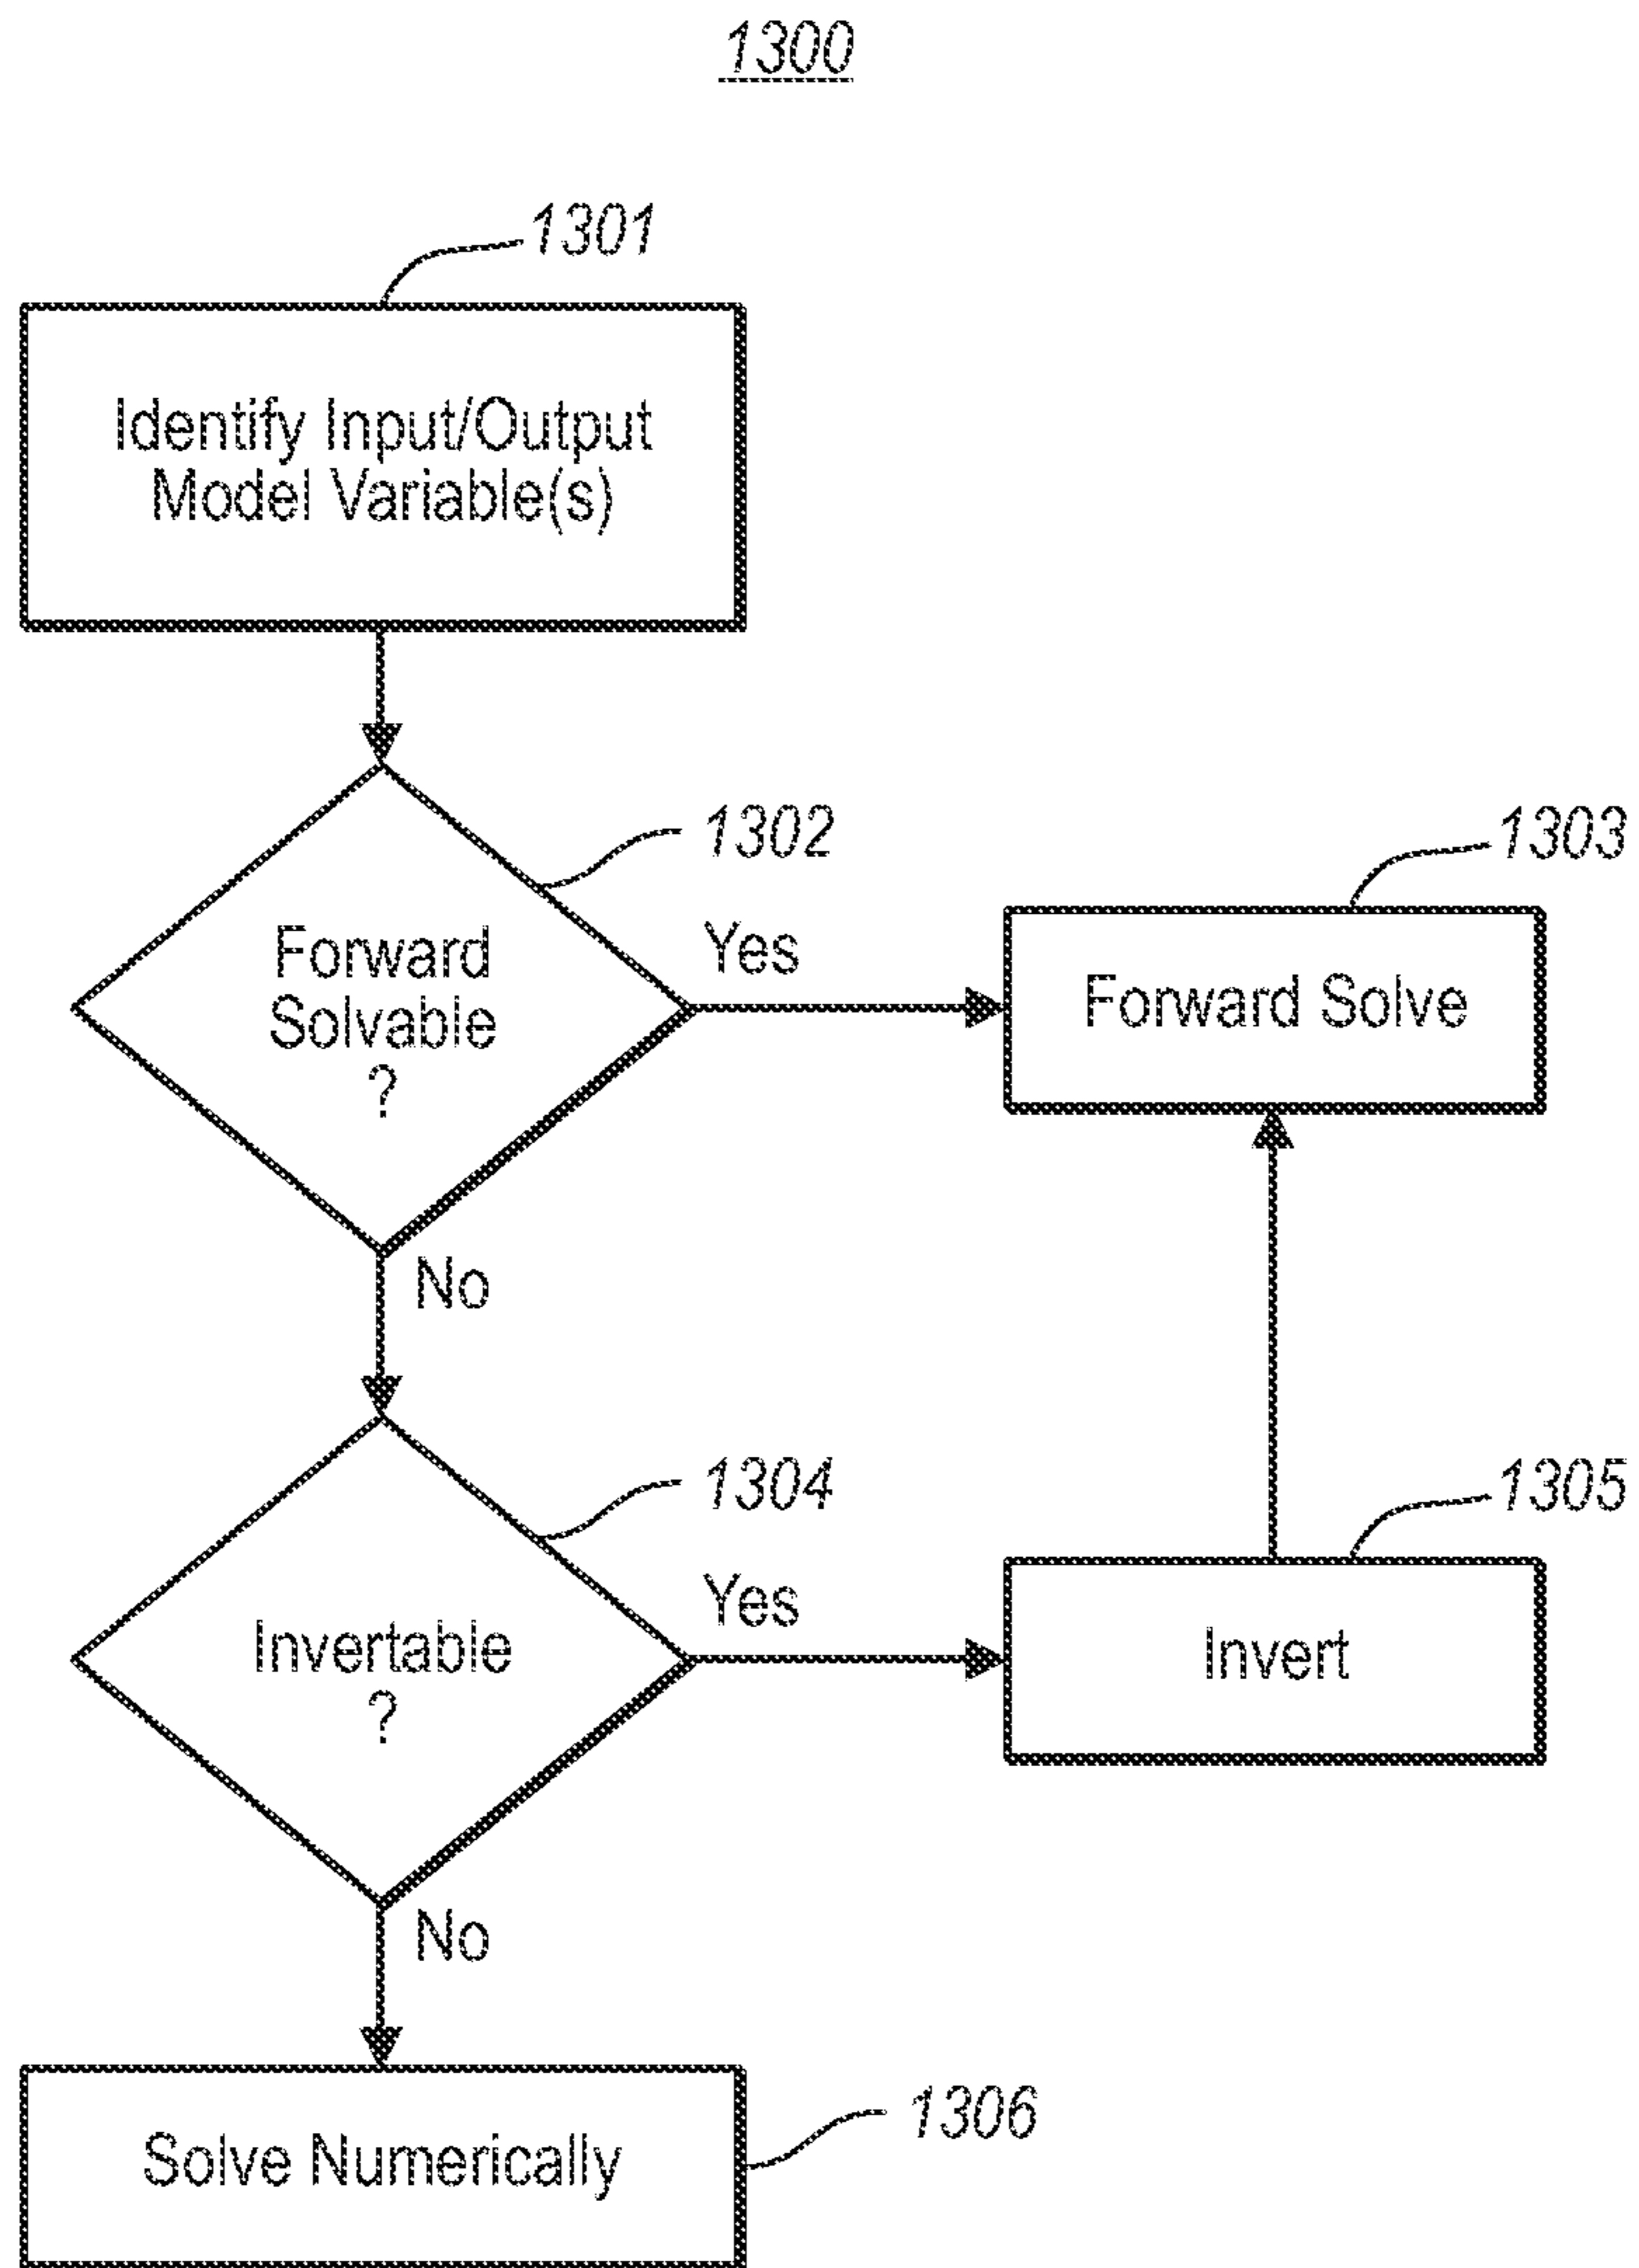 1300
1301
Identify Input/Output
Model Variable(s)
1302
1303
Forward
Solvable
?
Yes
Forward Solve
No
1304
1305
Invertable
?
Yes
Invert
No
1306
Solve Numerically